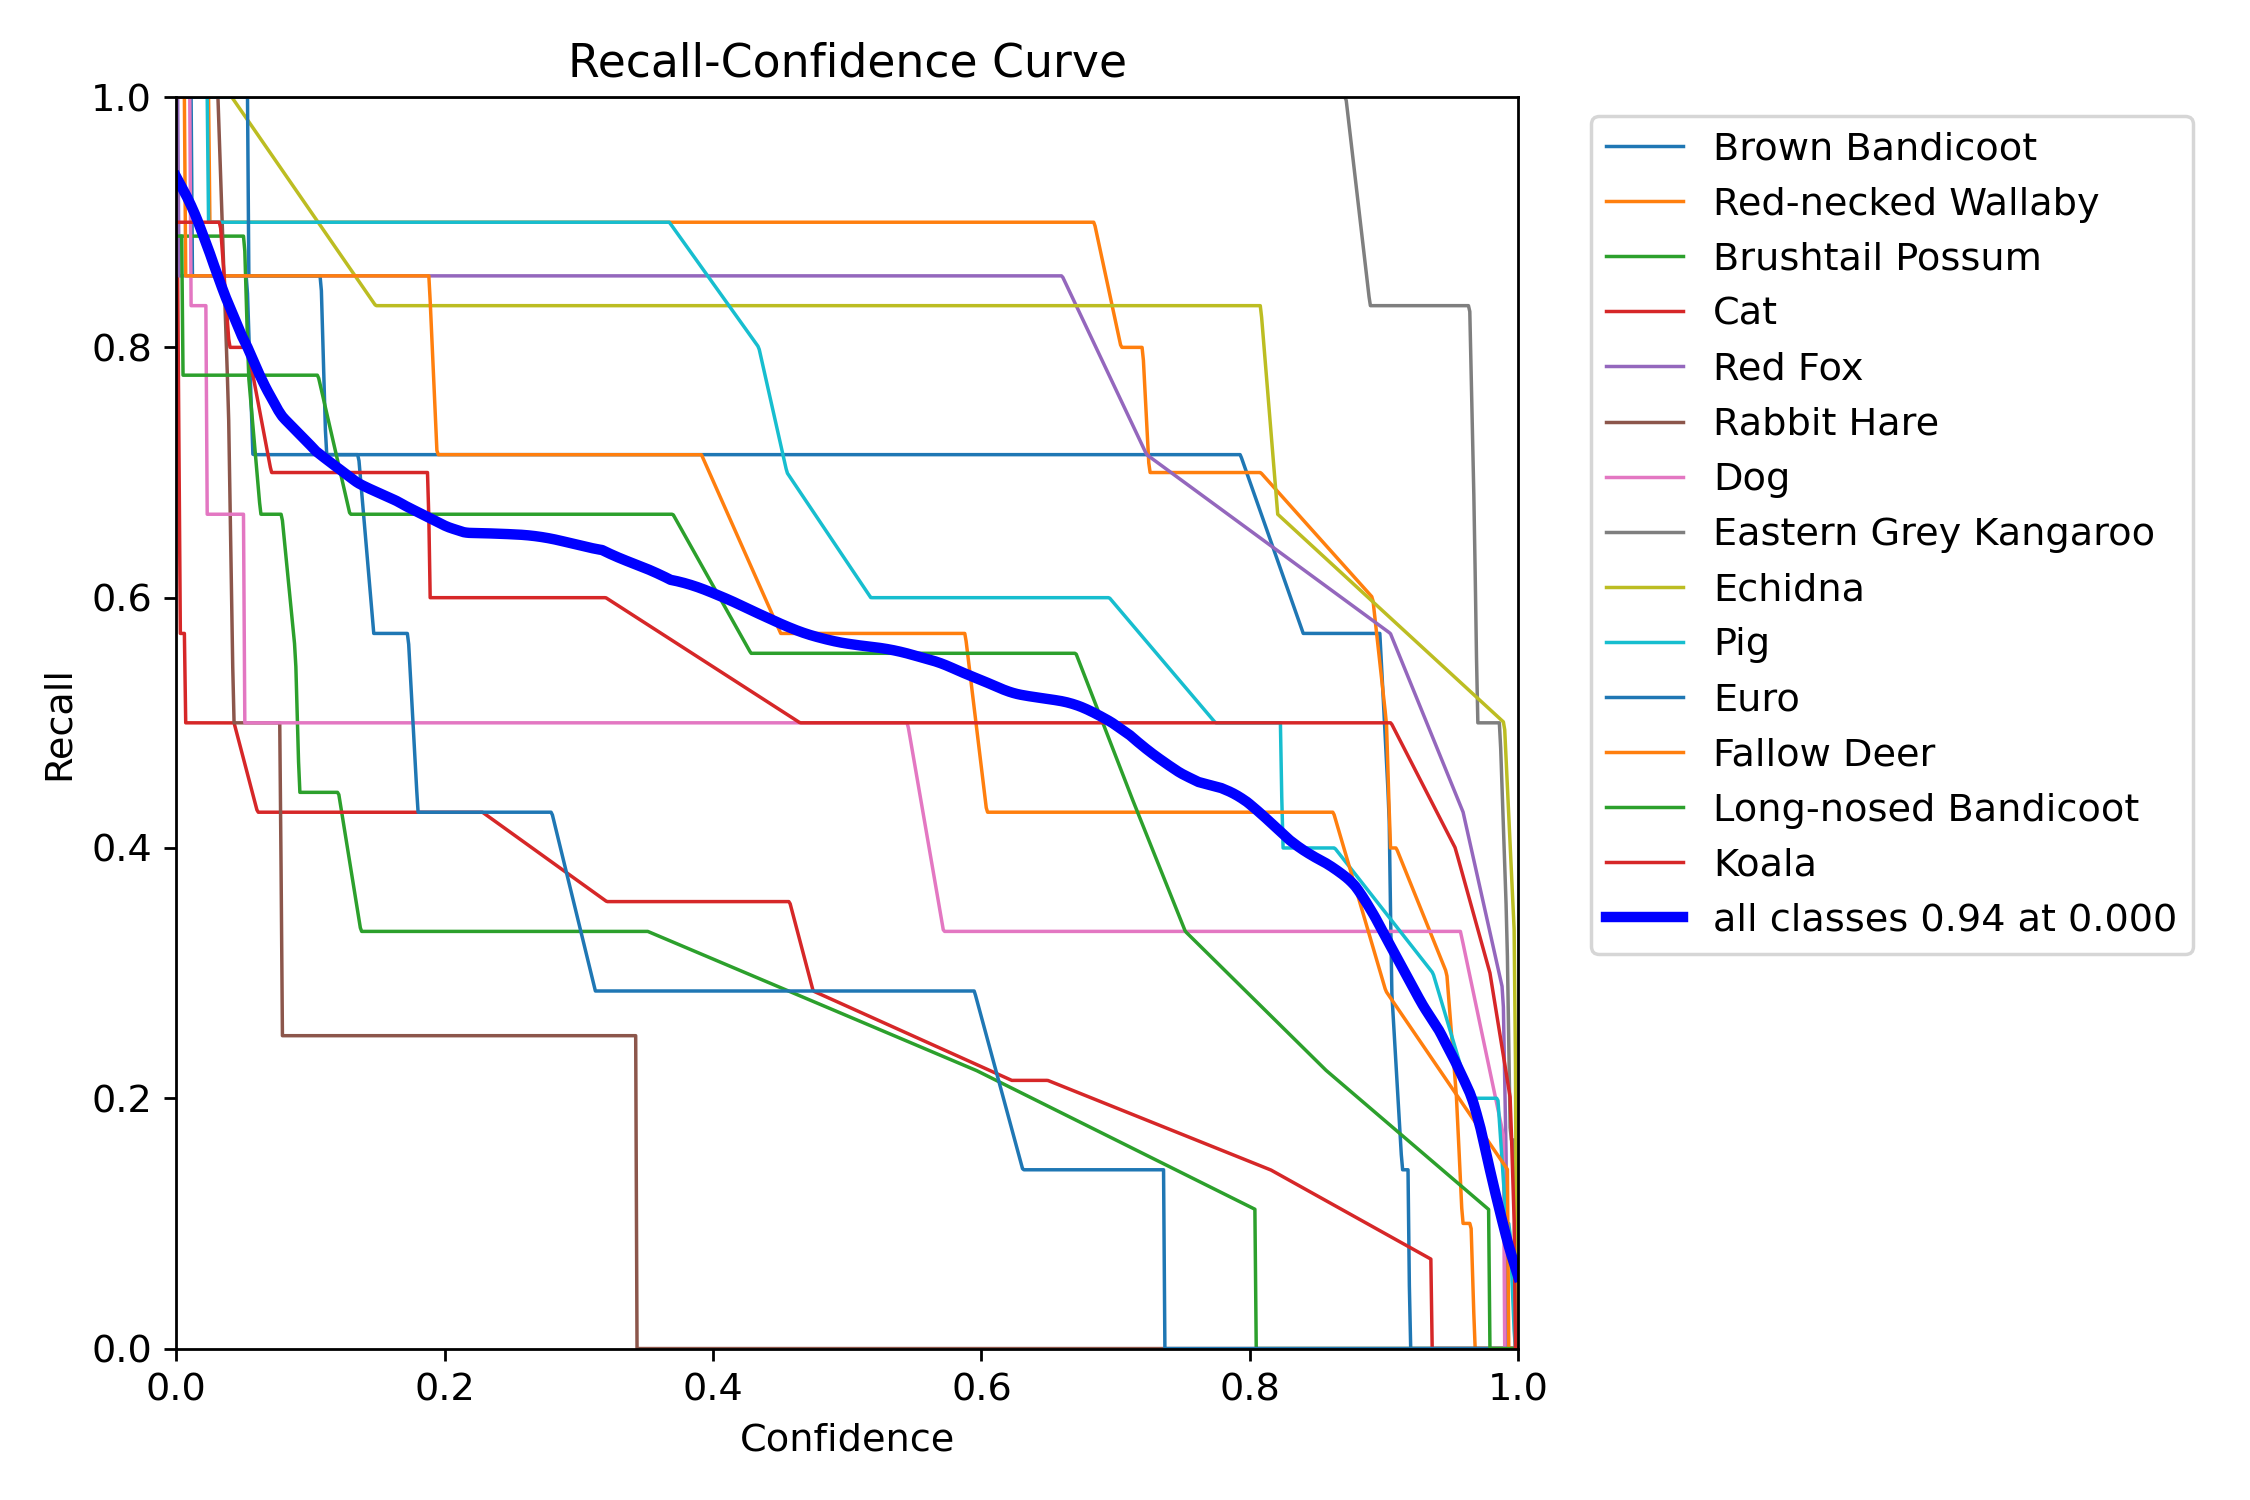 Recall-Confidence Curve
1.0
0.8
0.6
0.4
0.2
0.0
Recall
0.0 0.2 0.4 0.6 0.8 1.0
Confidence
Brown Bandicoot
Red-necked Wallaby
Brushtail Possum
Cat
Red Fox
Rabbit Hare
Dog
Eastern Grey Kangaroo
Echidna
Pig
Euro
Fallow Deer
Long-nosed Bandicoot
Koala
all classes 0.94 at 0.000